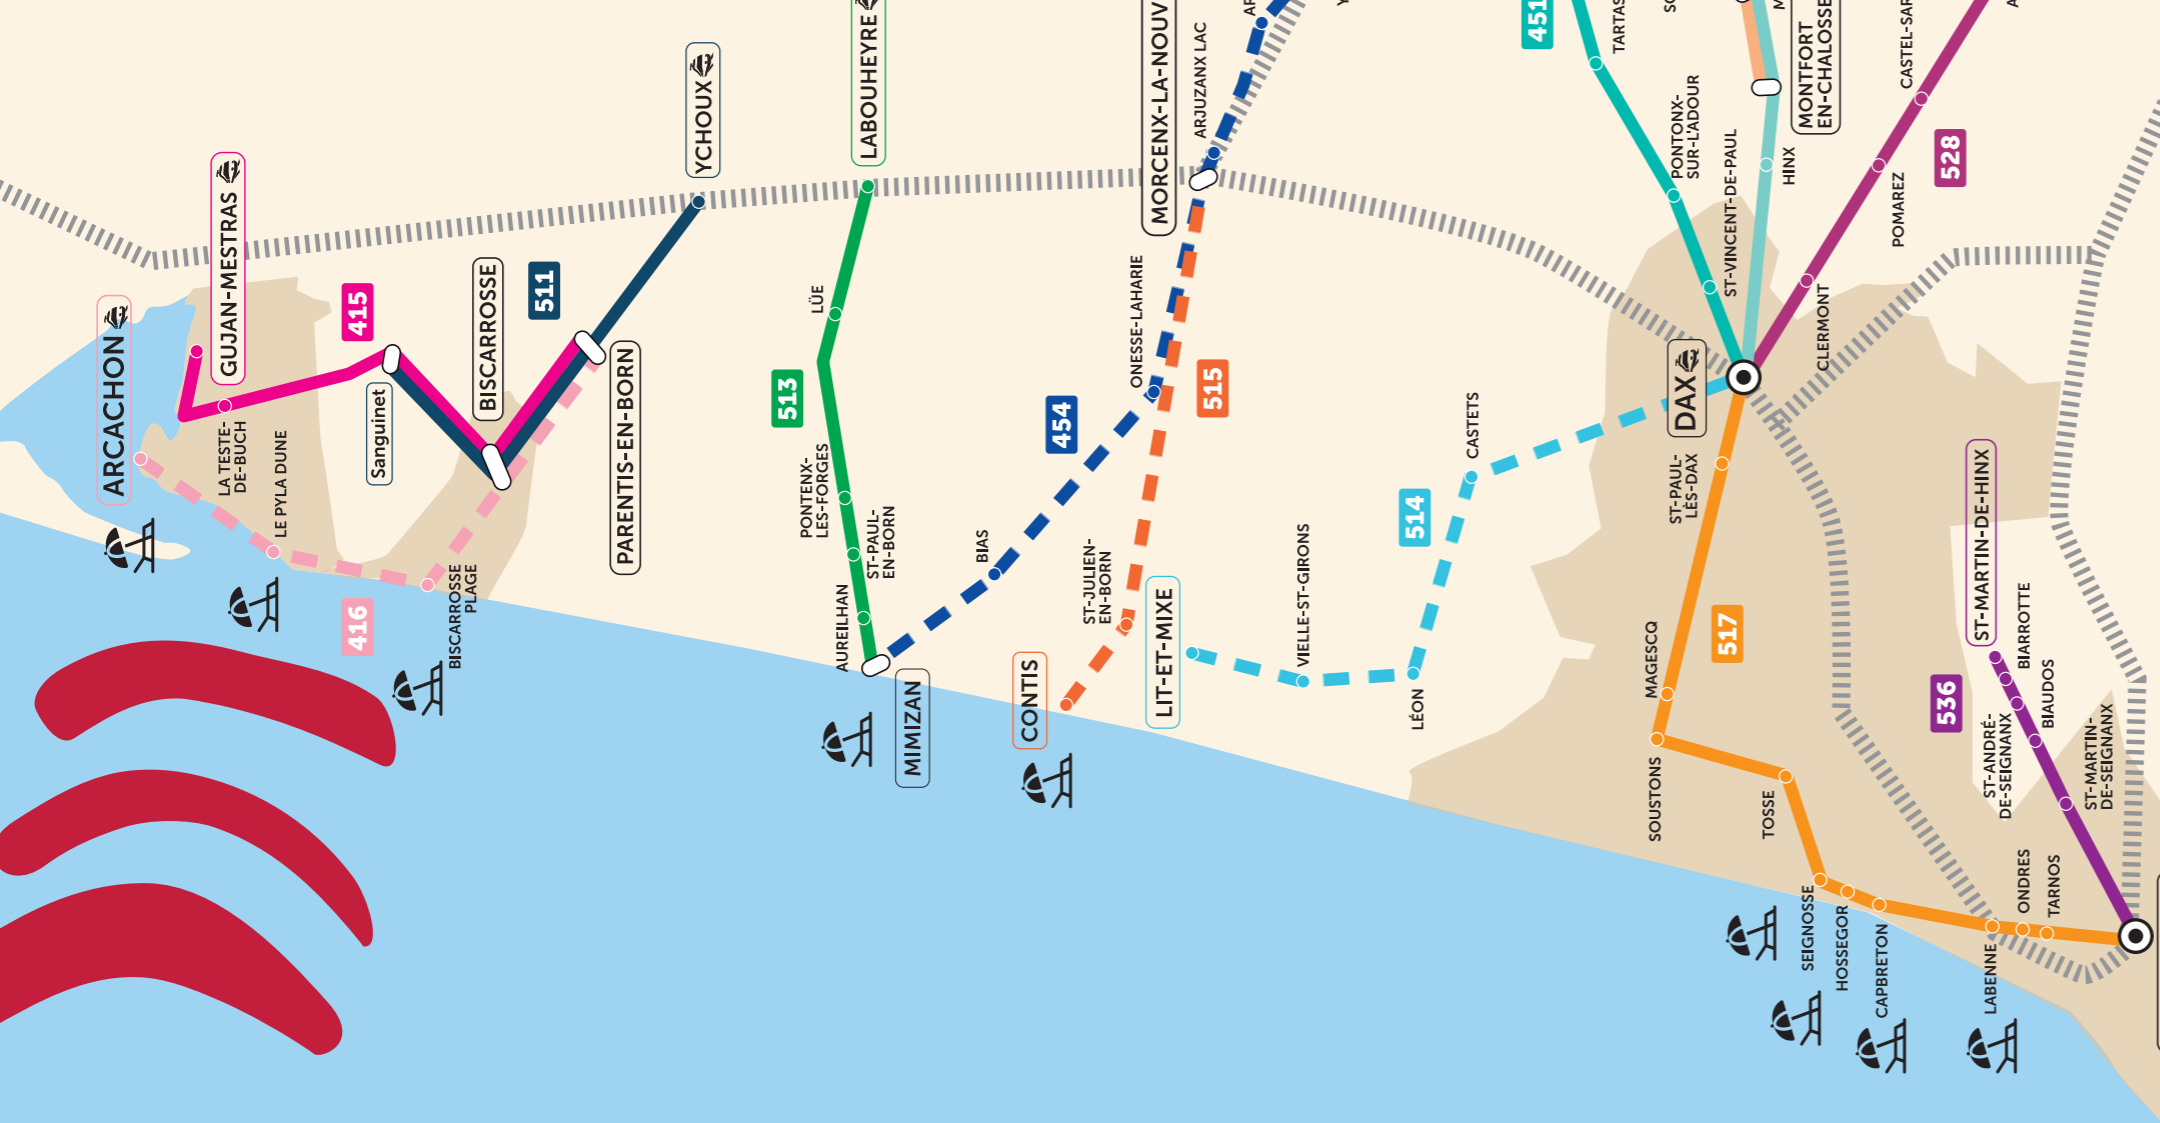 ARCACHON
GUJAN-MESTRAS
LA TESTE-
DE-BUCH
LE PYLA DUNE
415
416
Sanguinet
BISCARROSSE
BISCARROSSE
PLAGE
511
PARENTIS-EN-BORN
YCHOUX
LABOUHEYRE
LÜE
513
PONTENX-
LES-FORGES
ST-PAUL-
EN-BORN
AUREILHAN
MIMIZAN
BIAS
454
ONESSE-LAHARIE
515
ST-JULIEN-
EN-BORN
CONTIS
MORCENX-LA-NOUV
ARJUZANX LAC
LIT-ET-MIXE
VIELLE-ST-GIRONS
LÉON
514
CASTETS
451
TARTAS
PONTONX-
SUR-L'ADOUR
ST-VINCENT-DE-PAUL
DAX
HINX
MONTFORT
EN-CHALOSSE
CASTEL-SAR
528
POMAREZ
CLERMONT
ST-PAUL-
LÈS-DAX
517
MAGESCQ
SOUSTONS
TOSSE
SEIGNOSSE
HOSSEGOR
CAPBRETON
LABENNE
ONDRES
TARNOS
536
ST-MARTIN-DE-HINX
BIARROTTE
BIAUDOS
ST-ANDRÉ-
DE-SEIGNANX
ST-MARTIN-
DE-SEIGNANX